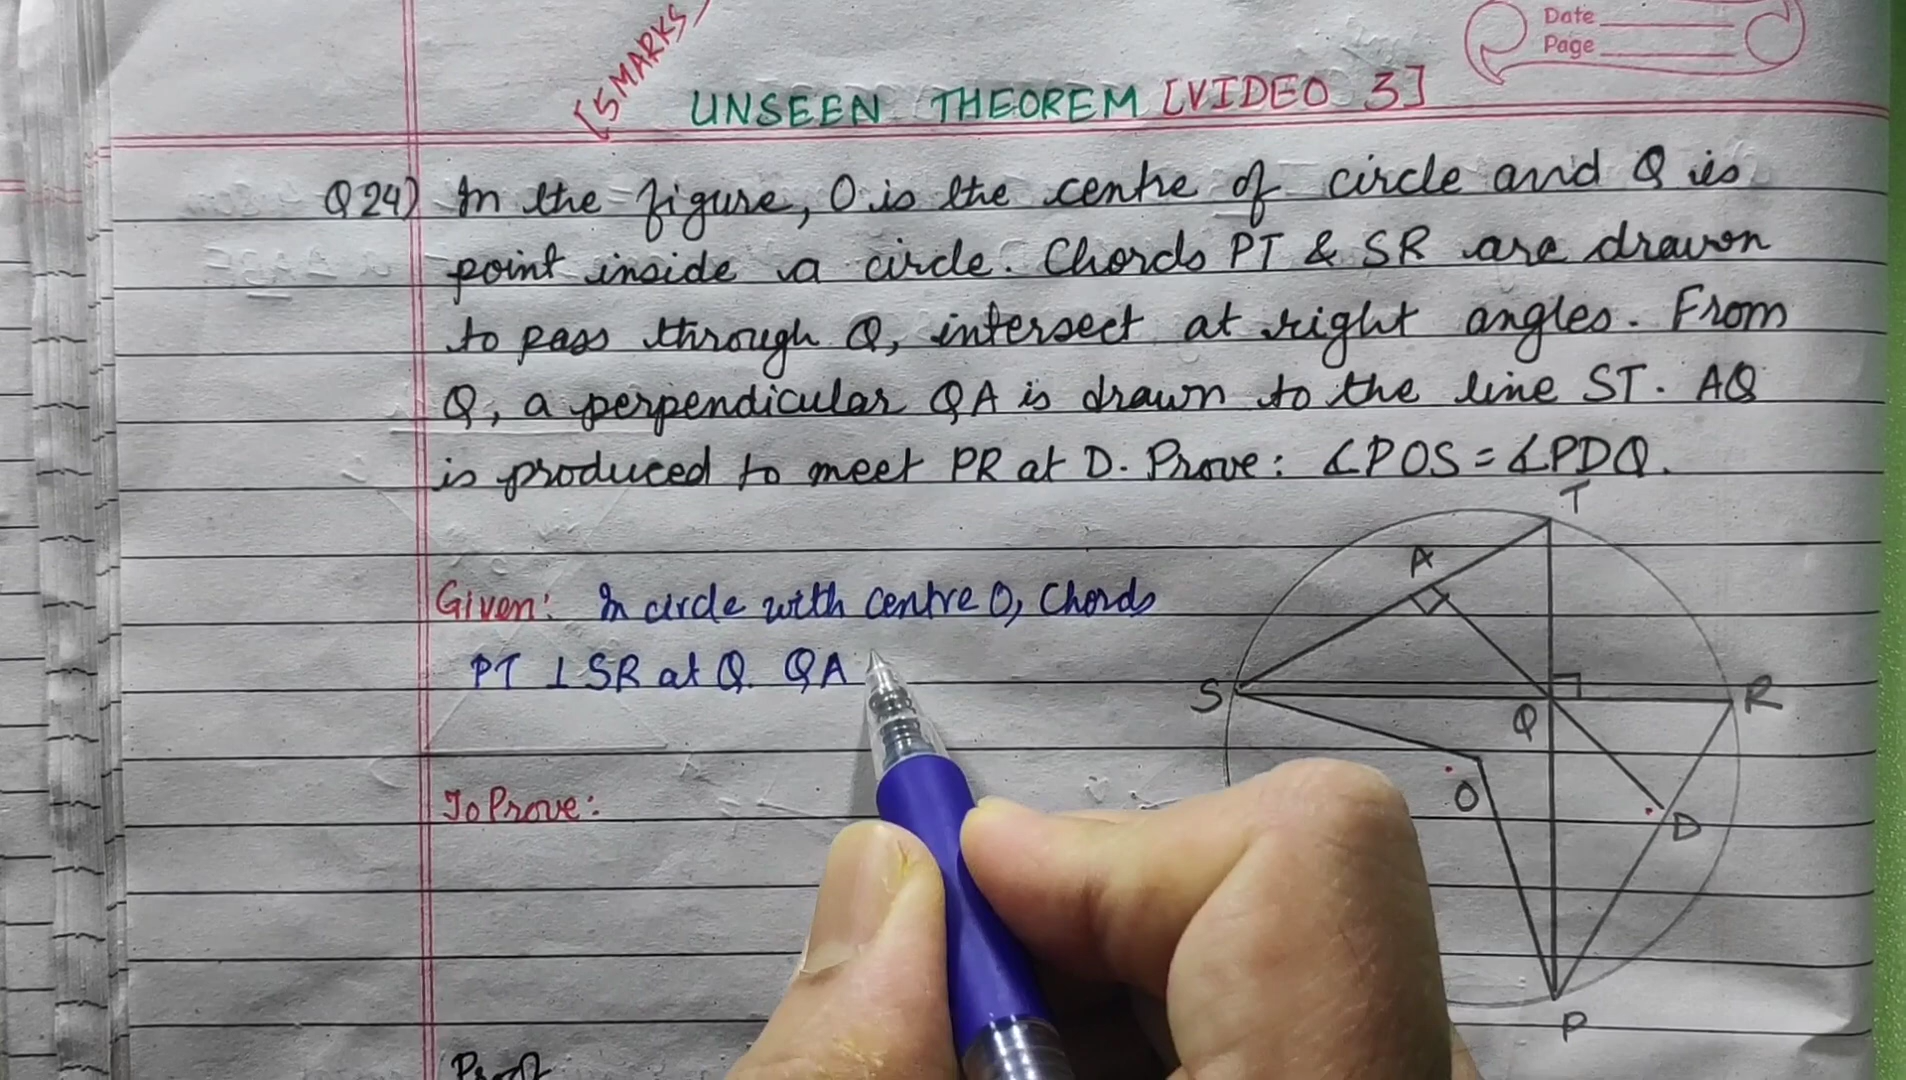 Date
Page
[5MARKS
UNSEEN THEOREM [VIDEO 3]
Q24) In the figure, O is the centre of circle and Q is
point inside a circle. Chords PT & SR are drawn
to pass through Q, intersect at right angles. From
Q, a perpendicular QA is drawn to the line ST. AQ
is produced to meet PR at D. Prove: ∠POS = ∠PDQ.
T
A
Given: In circle with centre O, Chords
PT ⊥ SR at Q. QA
S
Q
R
To Prove:
O
D
P
Proof